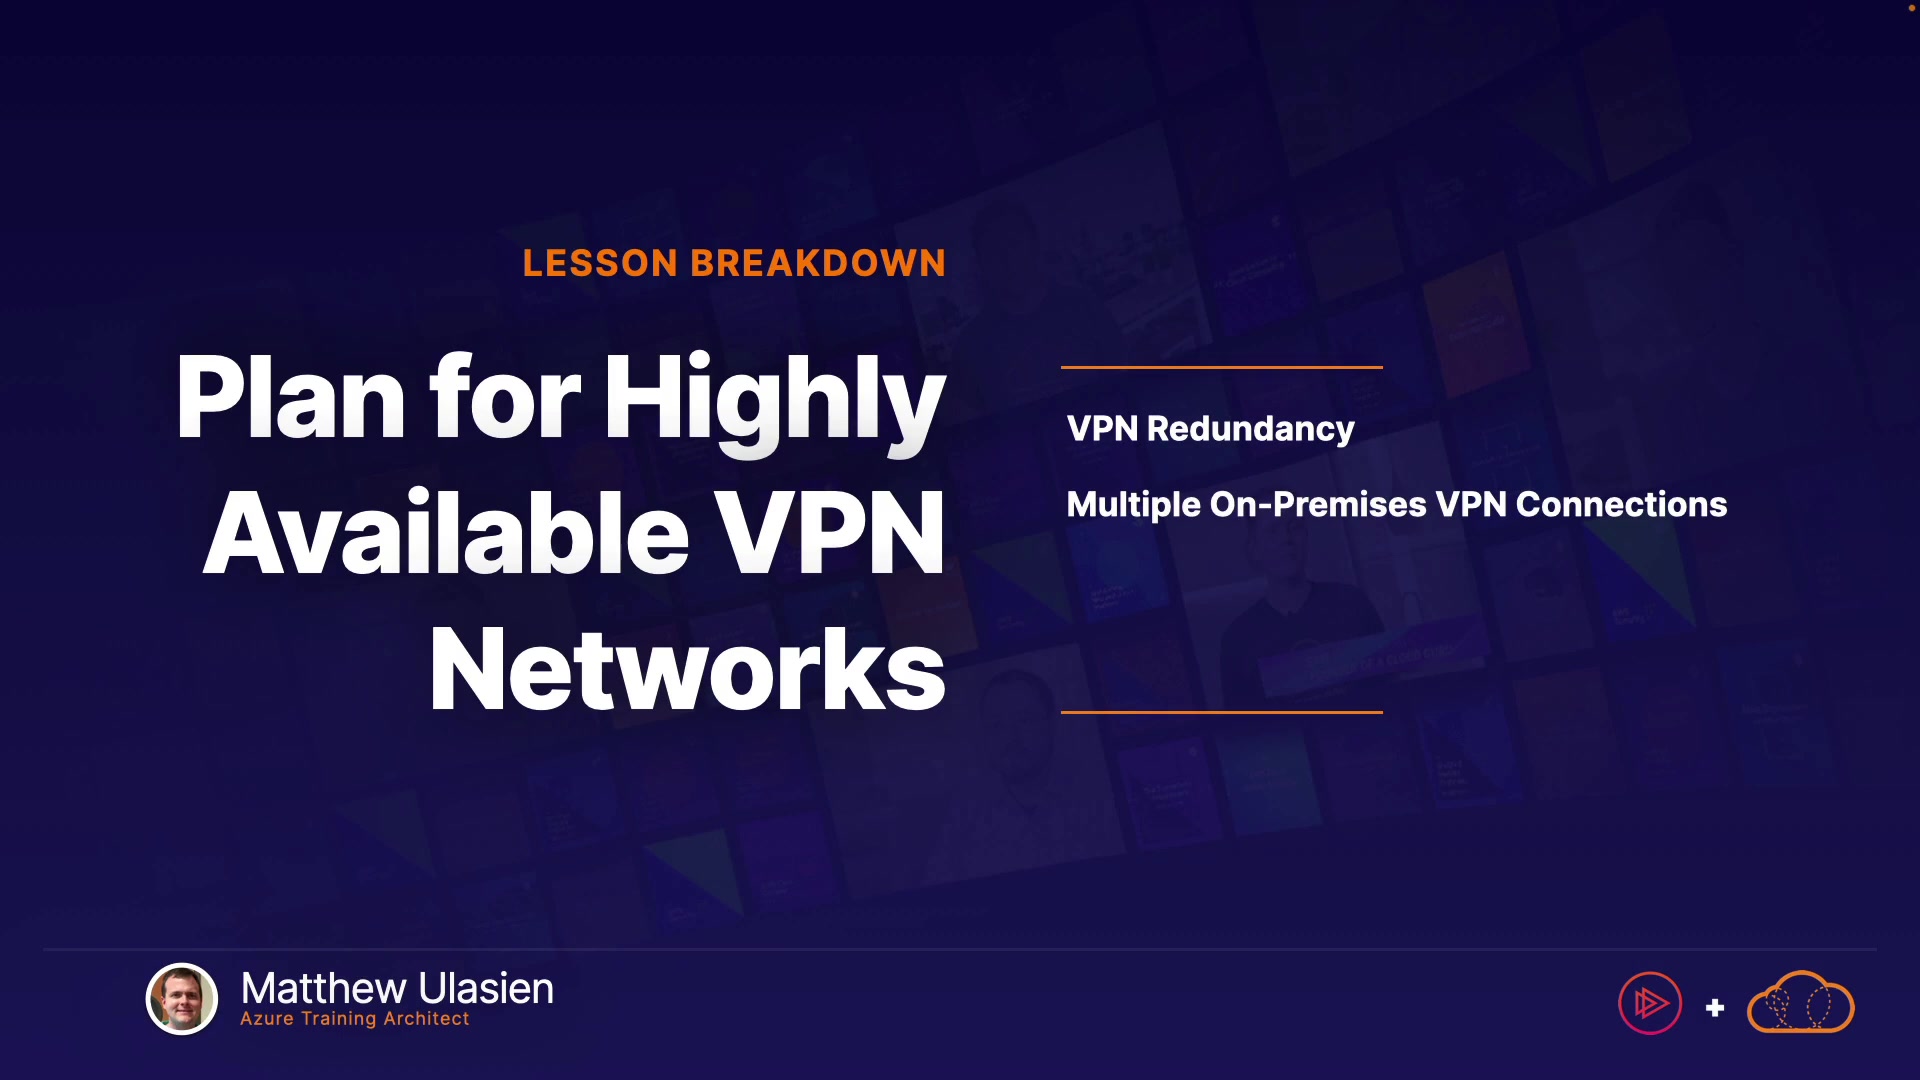 LESSON BREAKDOWN
Plan for Highly
Available VPN
Networks
VPN Redundancy
Multiple On-Premises VPN Connections
Matthew Ulasien
Azure Training Architect